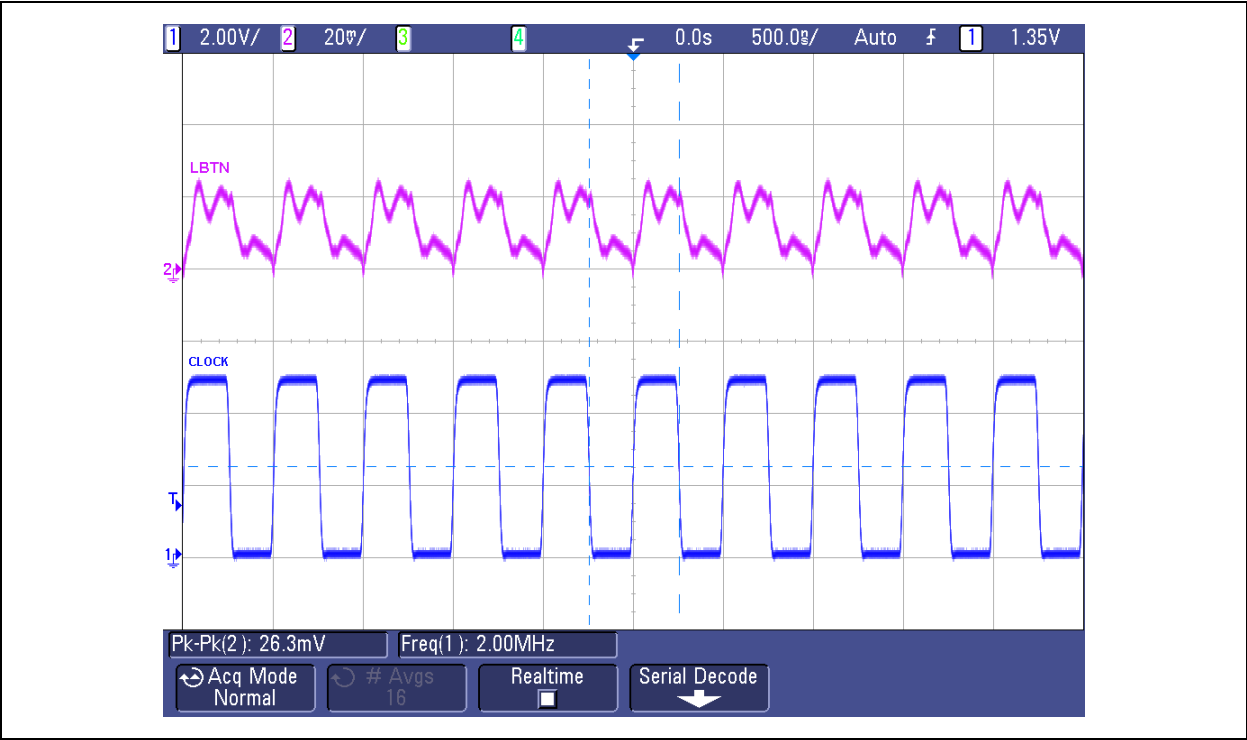 1 2.00V/ 2 20mV/ 3 4 0.0s 500.0ns/ Auto 1 1.35V
LBTN
2
CLOCK
T
1
Pk-Pk(2): 26.3mV Freq(1): 2.00MHz
Acq Mode # Avgs Realtime Serial Decode
Normal 16